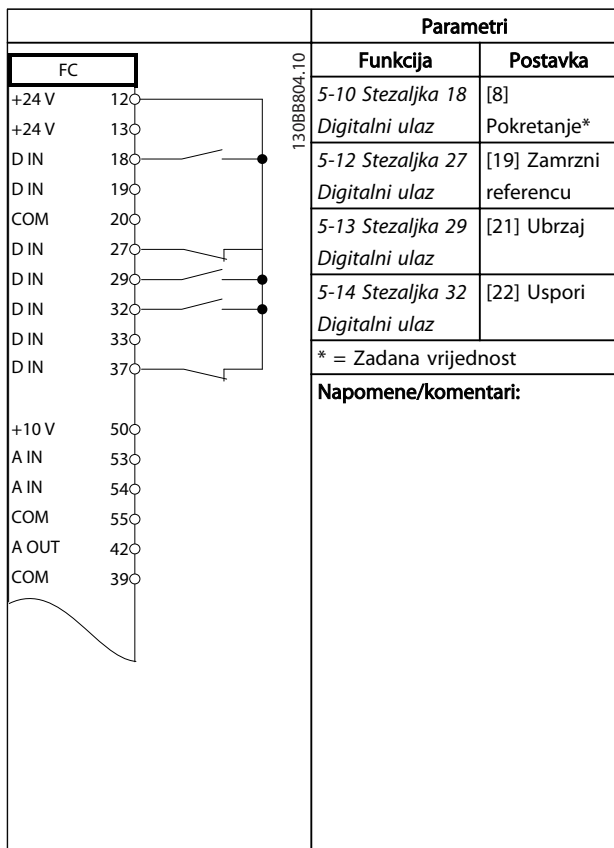 FC
+24 V 12
+24 V 13
D IN 18
D IN 19
COM 20
D IN 27
D IN 29
D IN 32
D IN 33
D IN 37
+10 V 50
A IN 53
A IN 54
COM 55
A OUT 42
COM 39
130BB804.10
Parametri
Funkcija Postavka
5-10 Stezaljka 18 [8]
Digitalni ulaz Pokretanje*
5-12 Stezaljka 27 [19] Zamrzni
Digitalni ulaz referencu
5-13 Stezaljka 29 [21] Ubrzaj
Digitalni ulaz
5-14 Stezaljka 32 [22] Uspori
Digitalni ulaz
* = Zadana vrijednost
Napomene/komentari: